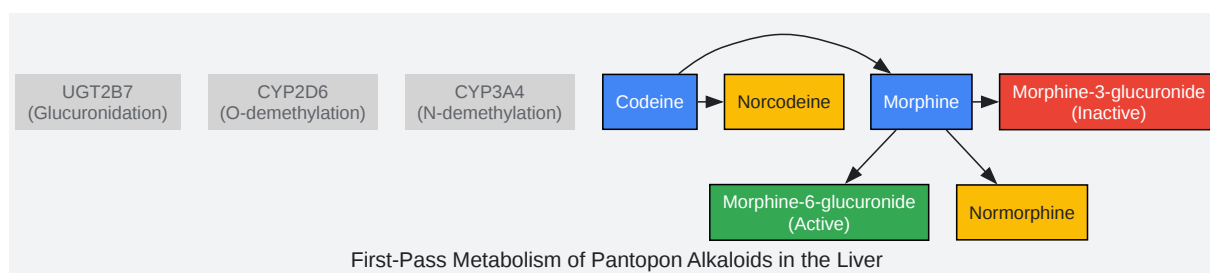 UGT2B7
(Glucuronidation)
CYP2D6
(O-demethylation)
CYP3A4
(N-demethylation)
Codeine
Norcodeine
Morphine
Morphine-3-glucuronide
(Inactive)
Morphine-6-glucuronide
(Active)
Normorphine
First-Pass Metabolism of Pantopon Alkaloids in the Liver